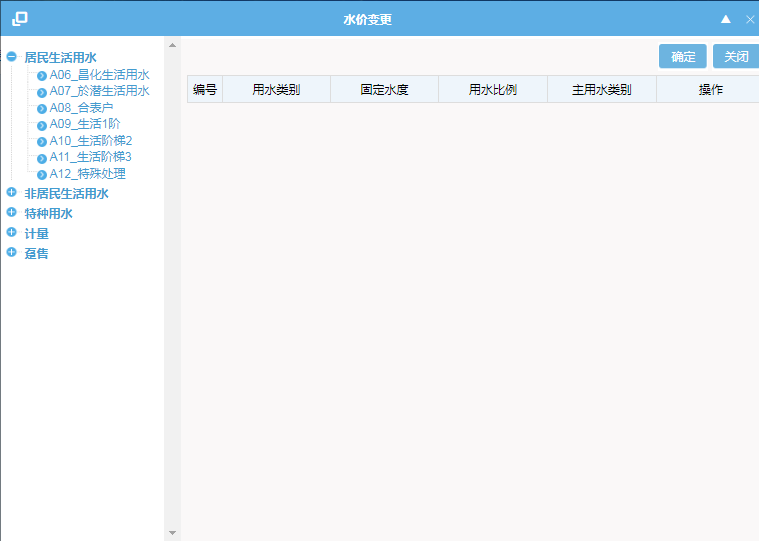 水价变更
确定 关闭
居民生活用水
A06_昌化生活用水
A07_於潜生活用水
A08_合表户
A09_生活1阶
A10_生活阶梯2
A11_生活阶梯3
A12_特殊处理
非居民生活用水
特种用水
计量
趸售
编号 用水类别 固定水度 用水比例 主用水类别 操作